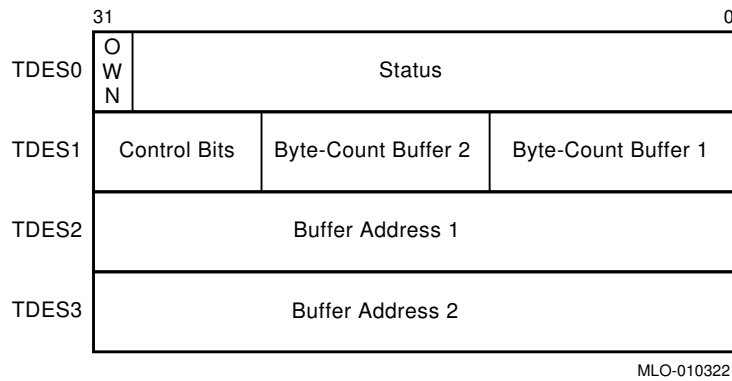 31 0
TDES0 O W N Status
TDES1 Control Bits Byte-Count Buffer 2 Byte-Count Buffer 1
TDES2 Buffer Address 1
TDES3 Buffer Address 2
MLO-010322